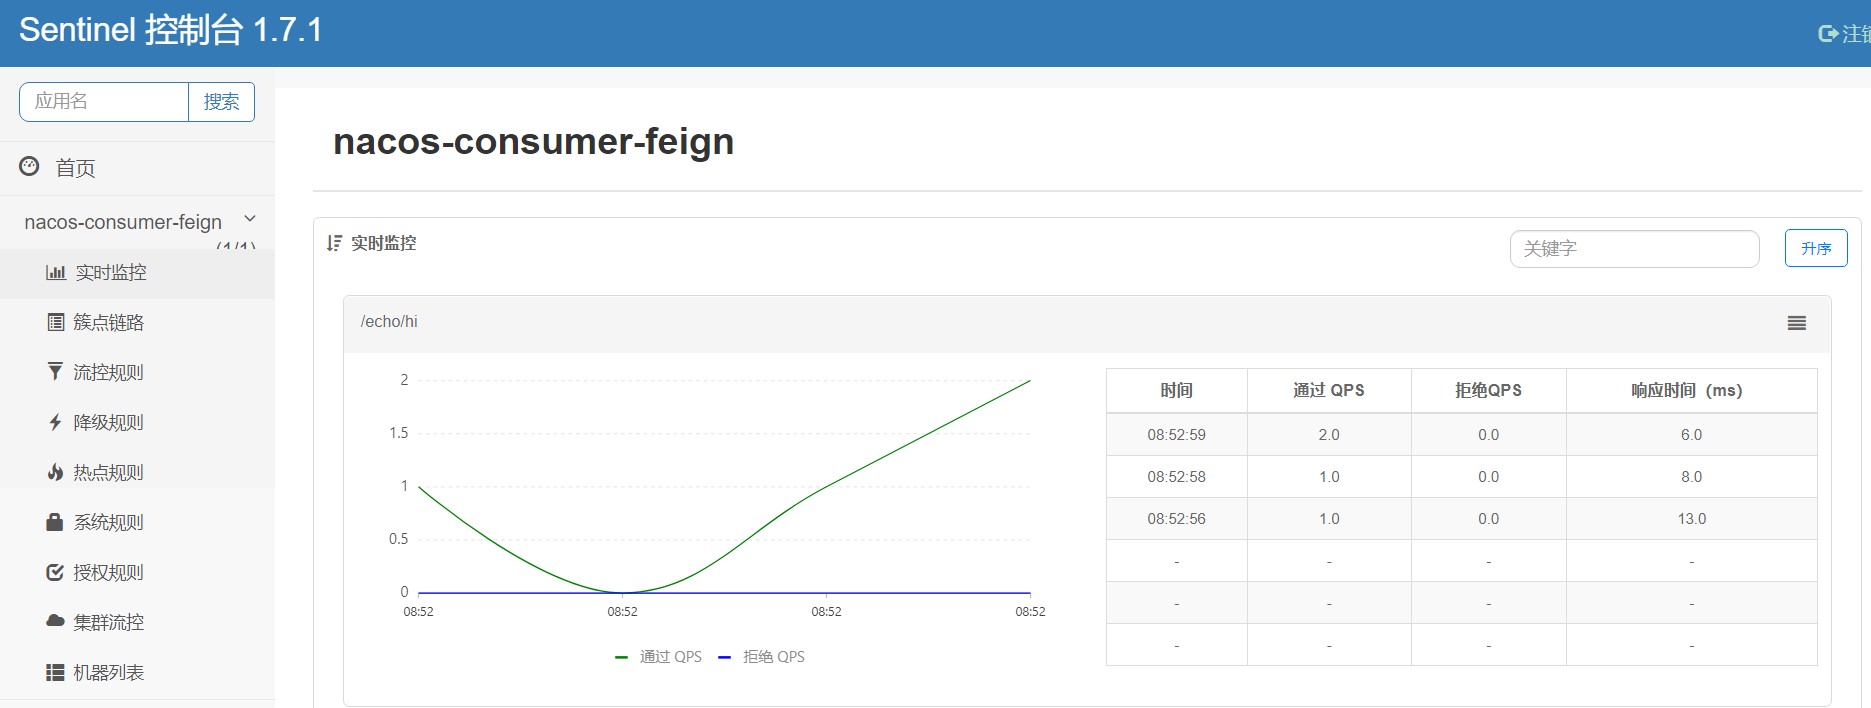 Sentinel 控制台 1.7.1
注销
应用名
搜索
首页
nacos-consumer-feign
(1/1)
实时监控
簇点链路
流控规则
降级规则
热点规则
系统规则
授权规则
集群流控
机器列表
nacos-consumer-feign
实时监控
关键字
升序
/echo/hi
2
1.5
1
0.5
0
08:52 08:52 08:52 08:52
通过 QPS 拒绝 QPS
时间 通过 QPS 拒绝QPS 响应时间（ms）
08:52:59 2.0 0.0 6.0
08:52:58 1.0 0.0 8.0
08:52:56 1.0 0.0 13.0
- - - -
- - - -
- - - -